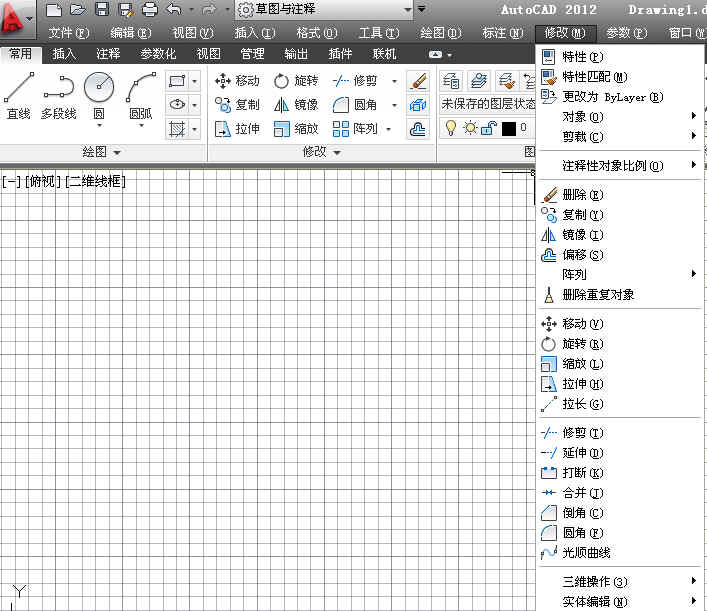 草图与注释 AutoCAD 2012 Drawing1.d
文件(F) 编辑(E) 视图(V) 插入(I) 格式(O) 工具(T) 绘图(D) 标注(N) 修改(M) 参数(P) 窗口(W
常用 插入 注释 参数化 视图 管理 输出 插件 联机
移动 旋转 修剪
直线 多段线 圆 圆弧
复制 镜像 圆角
未保存的图层状态
拉伸 缩放 阵列
0
绘图 修改 图
[-][俯视][二维线框]
特性(P)
特性匹配(M)
更改为 ByLayer(B)
对象(O)
剪裁(C)
注释性对象比例(O)
删除(E)
复制(Y)
镜像(I)
偏移(S)
阵列
删除重复对象
移动(V)
旋转(R)
缩放(L)
拉伸(H)
拉长(G)
修剪(T)
延伸(D)
打断(K)
合并(J)
倒角(C)
圆角(F)
光顺曲线
三维操作(3)
实体编辑(N)
Y